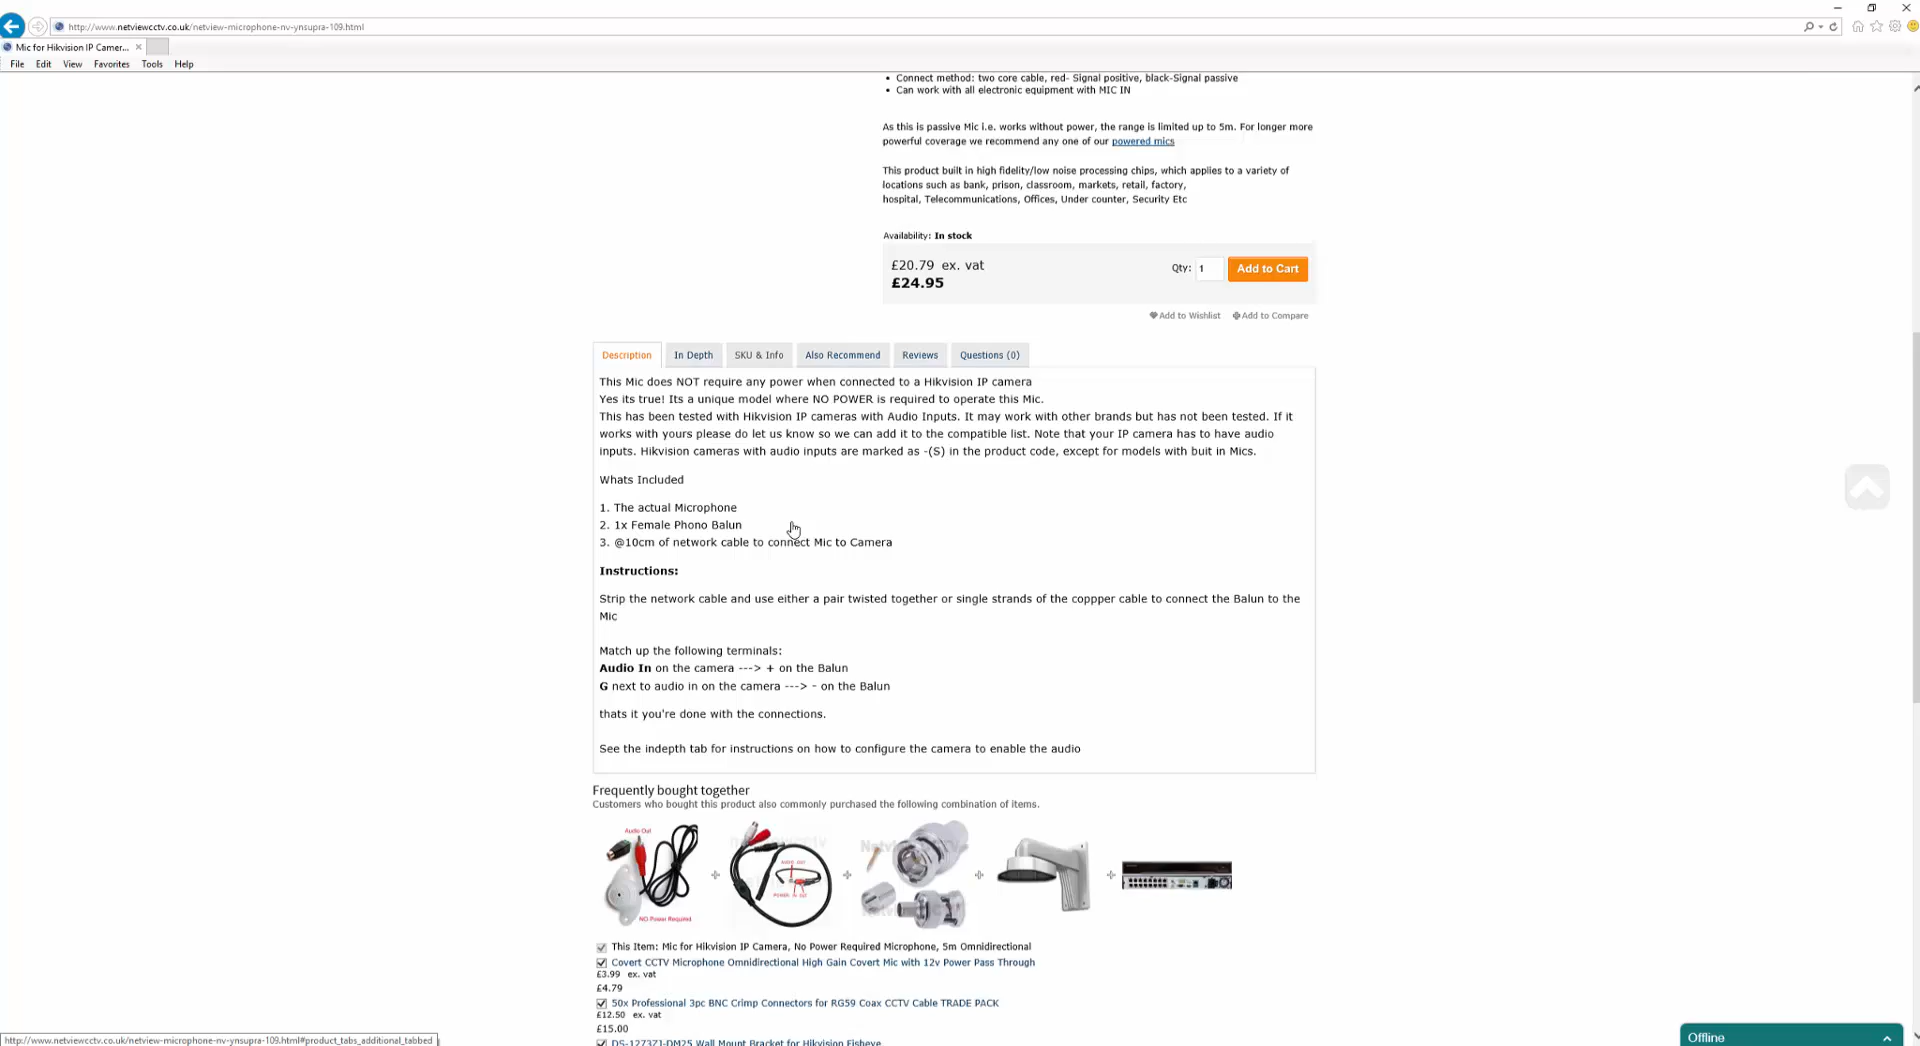 http://www.netviewcctv.co.uk/netview-microphone-nv-ynsupra-109.html
Mic for Hikvision IP Camer...
File Edit View Favorites Tools Help
• Connect method: two core cable, red- Signal positive, black-Signal passive
• Can work with all electronic equipment with MIC IN
As this is passive Mic i.e. works without power, the range is limited up to 5m. For longer more
powerful coverage we recommend any one of our powered mics
This product built in high fidelity/low noise processing chips, which applies to a variety of
locations such as bank, prison, classroom, markets, retail, factory,
hospital, Telecommunications, Offices, Under counter, Security Etc
Availability: In stock
£20.79 ex. vat
£24.95
Qty: 1 Add to Cart
Add to Wishlist Add to Compare
Description In Depth SKU & Info Also Recommend Reviews Questions (0)
This Mic does NOT require any power when connected to a Hikvision IP camera
Yes its true! Its a unique model where NO POWER is required to operate this Mic.
This has been tested with Hikvision IP cameras with Audio Inputs. It may work with other brands but has not been tested. If it
works with yours please do let us know so we can add it to the compatible list. Note that your IP camera has to have audio
inputs. Hikvision cameras with audio inputs are marked as -(S) in the product code, except for models with buit in Mics.
Whats Included
1. The actual Microphone
2. 1x Female Phono Balun
3. @10cm of network cable to connect Mic to Camera
Instructions:
Strip the network cable and use either a pair twisted together or single strands of the coppper cable to connect the Balun to the
Mic
Match up the following terminals:
Audio In on the camera ---> + on the Balun
G next to audio in on the camera ---> - on the Balun
thats it you're done with the connections.
See the indepth tab for instructions on how to configure the camera to enable the audio
Frequently bought together
Customers who bought this product also commonly purchased the following combination of items.
Audio Out
NO Power Required
AUDIO OUT
POWER IN OUT
This Item: Mic for Hikvision IP Camera, No Power Required Microphone, 5m Omnidirectional
Covert CCTV Microphone Omnidirectional High Gain Covert Mic with 12v Power Pass Through
£3.99 ex. vat
£4.79
50x Professional 3pc BNC Crimp Connectors for RG59 Coax CCTV Cable TRADE PACK
£12.50 ex. vat
£15.00
DS-1273ZJ-DM25 Wall Mount Bracket for Hikvision Fisheye
http://www.netviewcctv.co.uk/netview-microphone-nv-ynsupra-109.html#product_tabs_additional_tabbed
Offline